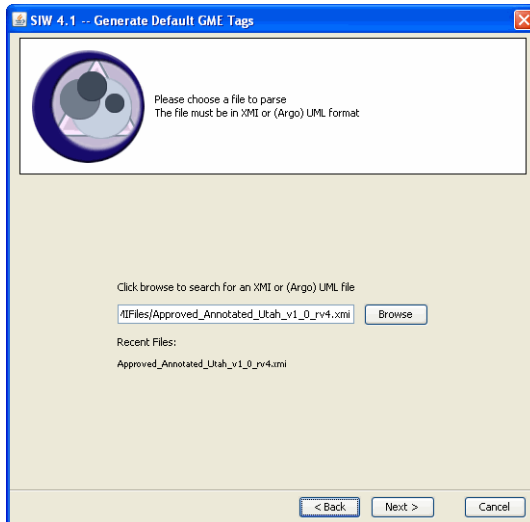 SIW 4.1 -- Generate Default GME Tags
Please choose a file to parse
The file must be in XMI or (Argo) UML format
Click browse to search for an XMI or (Argo) UML file
MIFiles/Approved_Annotated_Utah_v1_0_rv4.xmi
Browse
Recent Files:
Approved_Annotated_Utah_v1_0_rv4.xmi
< Back
Next >
Cancel